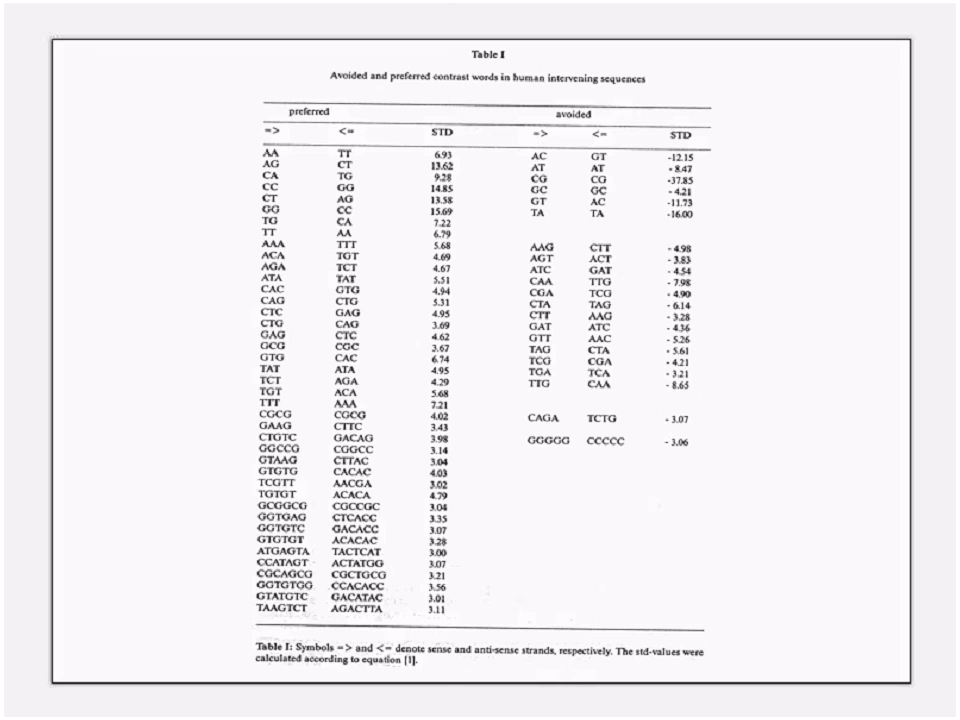 Table I
Avoided and preferred contrast words in human intervening sequences
preferred avoided
=> <= STD => <= STD
AA TT 6.93 AC GT -12.15
AG CT 13.62 AT AT - 8.47
CA TG 9.28 CG CG -37.85
CC GG 14.85 GC GC - 4.21
CT AG 13.58 GT AC -11.73
GG CC 15.69 TA TA -16.00
TG CA 7.22
TT AA 6.79
AAA TTT 5.68 AAG CTT - 4.98
ACA TGT 4.69 AGT ACT - 3.83
AGA TCT 4.67 ATC GAT - 4.54
ATA TAT 5.51 CAA TTG - 7.98
CAC GTG 4.94 CGA TCG - 4.90
CAG CTG 5.31 CTA TAG - 6.14
CTC GAG 4.95 CTT AAG - 3.28
CTG CAG 3.69 GAT ATC - 4.36
GAG CTC 4.62 GTT AAC - 5.26
GCG CGC 3.67 TAG CTA - 5.61
GTG CAC 6.74 TCG CGA - 4.21
TAT ATA 4.95 TGA TCA - 3.21
TCT AGA 4.29 TTG CAA - 8.65
TGT ACA 5.68
TTT AAA 7.21
CGCG CGCG 4.02 CAGA TCTG - 3.07
GAAG CTTC 3.43
CTGTC GACAG 3.98 GGGGG CCCCC - 3.06
GGCCG CGGCC 3.14
GTAAG CTTAC 3.04
GTGTG CACAC 4.03
TCGTT AACGA 3.02
TGTGT ACACA 4.79
GCGGCG CGCCGC 3.04
GGTGAG CTCACC 3.35
GGTGTC GACACC 3.07
GTGTGT ACACAC 3.28
ATGAGTA TACTCAT 3.00
CCATAGT ACTATGG 3.07
CGCAGCG CGCTGCG 3.21
GGTGTGG CCACACC 3.56
GTATGTC GACATAC 3.01
TAAGTCT AGACTTA 3.11
Table I: Symbols => and <= denote sense and anti-sense strands, respectively. The std-values were
calculated according to equation [1].